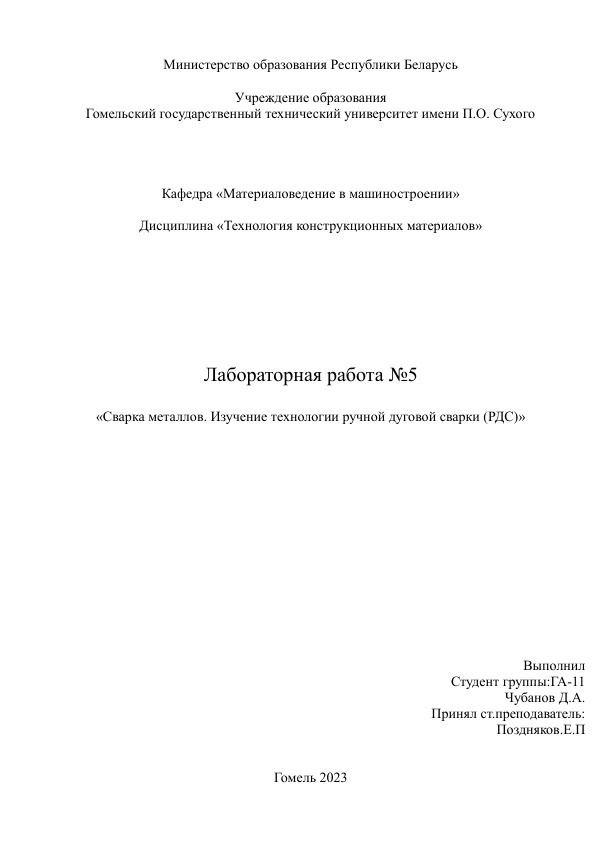 Министерство образования Республики Беларусь
Учреждение образования
Гомельский государственный технический университет имени П.О. Сухого
Кафедра «Материаловедение в машиностроении»
Дисциплина «Технология конструкционных материалов»
Лабораторная работа №5
«Сварка металлов. Изучение технологии ручной дуговой сварки (РДС)»
Выполнил
Студент группы:ГА-11
Чубанов Д.А.
Принял ст.преподаватель:
Поздняков.Е.П
Гомель 2023